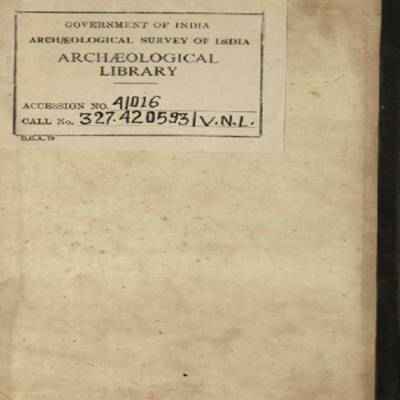 GOVERNMENT OF INDIA
ARCHÆOLOGICAL SURVEY OF INDIA
ARCHÆOLOGICAL
LIBRARY
ACCESSION NO. 41016
CALL No. 327.420593/V.N.L.
D.G.A. 79